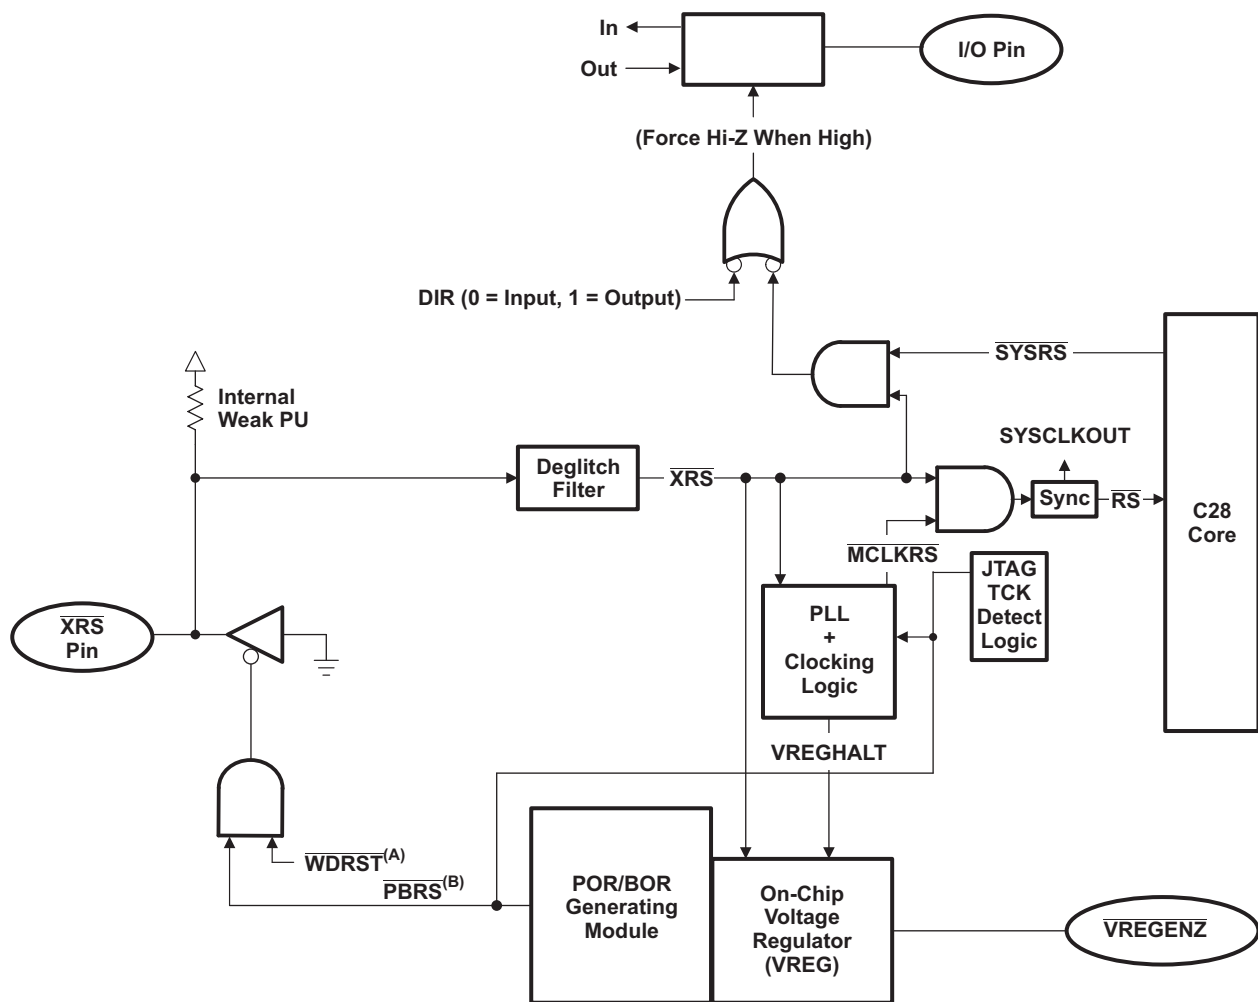 In
Out
I/O Pin
(Force Hi-Z When High)
DIR (0 = Input, 1 = Output)
SYSRS
Internal
Weak PU
SYSCLKOUT
Deglitch
Filter
XRS
Sync
RS
C28
Core
MCLKRS
JTAG
TCK
Detect
Logic
XRS
Pin
PLL
+
Clocking
Logic
VREGHALT
WDRST(A)
PBRS(B)
POR/BOR
Generating
Module
On-Chip
Voltage
Regulator
(VREG)
VREGENZ